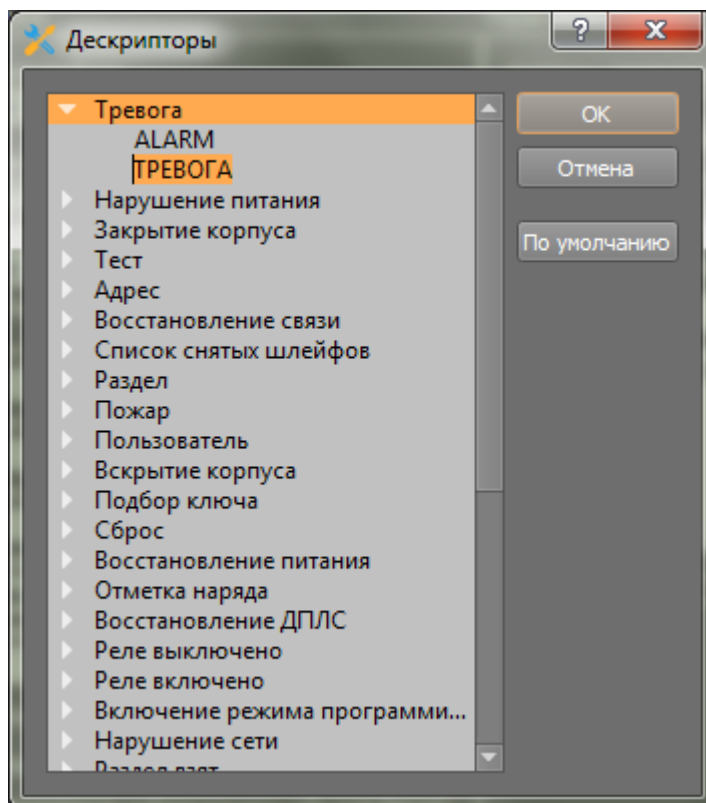 Дескрипторы
?
x
Тревога
ALARM
ТРЕВОГА
Нарушение питания
Закрытие корпуса
Тест
Адрес
Восстановление связи
Список снятых шлейфов
Раздел
Пожар
Пользователь
Вскрытие корпуса
Подбор ключа
Сброс
Восстановление питания
Отметка наряда
Восстановление ДПЛС
Реле выключено
Реле включено
Включение режима программи...
Нарушение сети
Раздел взят
OK
Отмена
По умолчанию